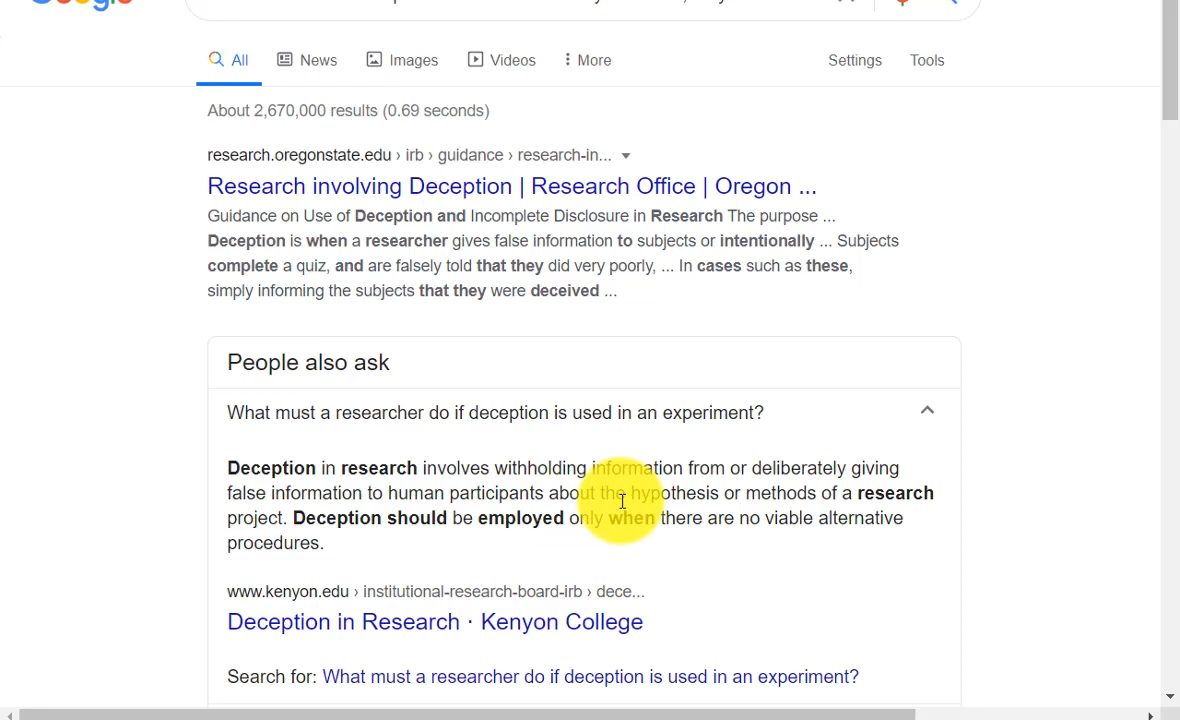 All News Images Videos More Settings Tools
About 2,670,000 results (0.69 seconds)
research.oregonstate.edu › irb › guidance › research-in...
Research involving Deception | Research Office | Oregon ...
Guidance on Use of Deception and Incomplete Disclosure in Research The purpose ...
Deception is when a researcher gives false information to subjects or intentionally ... Subjects
complete a quiz, and are falsely told that they did very poorly, ... In cases such as these,
simply informing the subjects that they were deceived ...
People also ask
What must a researcher do if deception is used in an experiment?
Deception in research involves withholding information from or deliberately giving
false information to human participants about the hypothesis or methods of a research
project. Deception should be employed only when there are no viable alternative
procedures.
www.kenyon.edu › institutional-research-board-irb › dece...
Deception in Research · Kenyon College
Search for: What must a researcher do if deception is used in an experiment?